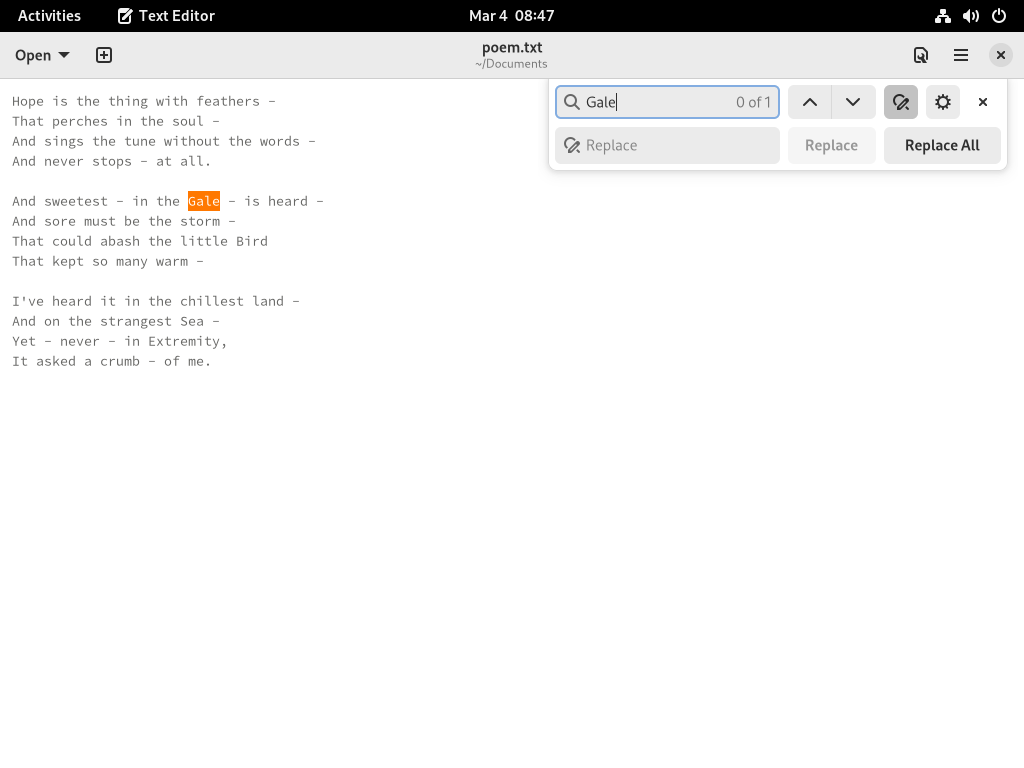 Activities
Text Editor
Mar 4 08:47
Open
poem.txt
~/Documents
Gale
0 of 1
Replace
Replace
Replace All
Hope is the thing with feathers –
That perches in the soul –
And sings the tune without the words –
And never stops – at all.
And sweetest – in the Gale – is heard –
And sore must be the storm –
That could abash the little Bird
That kept so many warm –
I've heard it in the chillest land –
And on the strangest Sea –
Yet – never – in Extremity,
It asked a crumb – of me.